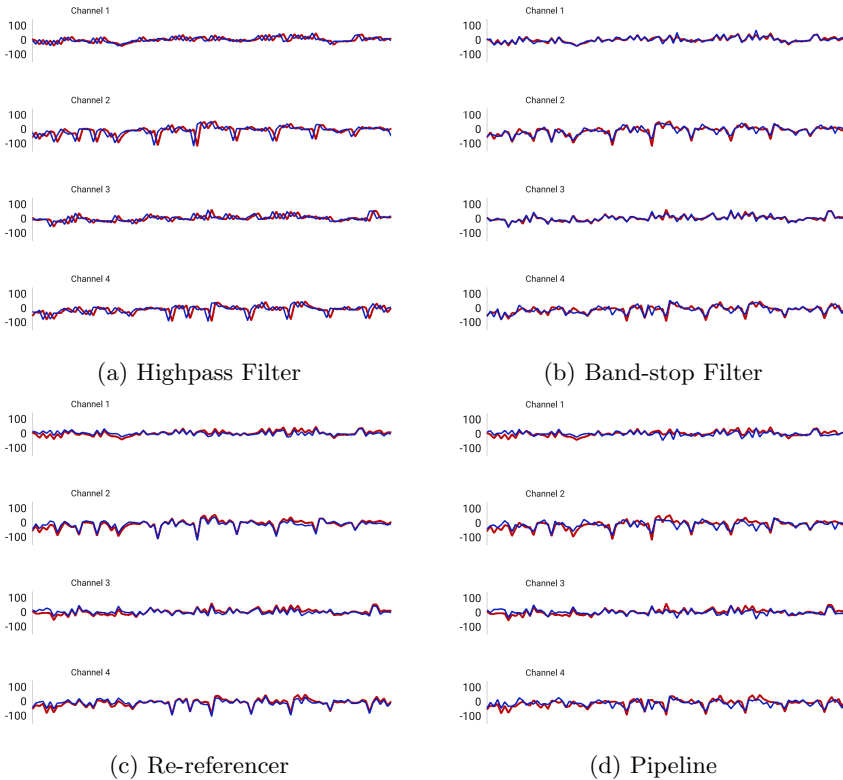 Channel 1
100
0
-100
Channel 2
100
0
-100
Channel 3
100
0
-100
Channel 4
100
0
-100
(a) Highpass Filter
Channel 1
100
0
-100
Channel 2
100
0
-100
Channel 3
100
0
-100
Channel 4
100
0
-100
(b) Band-stop Filter
Channel 1
100
0
-100
Channel 2
100
0
-100
Channel 3
100
0
-100
Channel 4
100
0
-100
(c) Re-referencer
Channel 1
100
0
-100
Channel 2
100
0
-100
Channel 3
100
0
-100
Channel 4
100
0
-100
(d) Pipeline